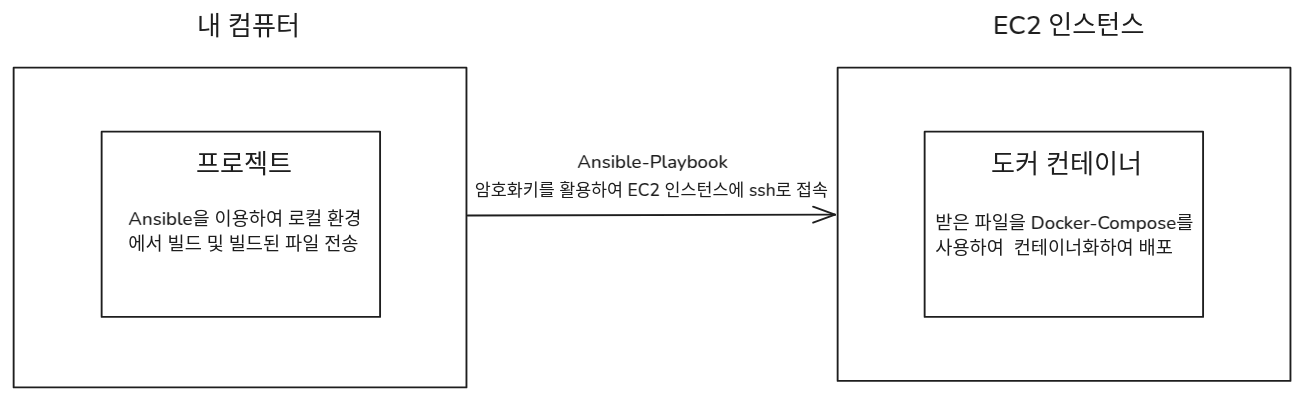 내 컴퓨터
EC2 인스턴스
프로젝트
Ansible을 이용하여 로컬 환경
에서 빌드 및 빌드된 파일 전송
Ansible-Playbook
암호화키를 활용하여 EC2 인스턴스에 ssh로 접속
도커 컨테이너
받은 파일을 Docker-Compose를
사용하여  컨테이너화하여 배포